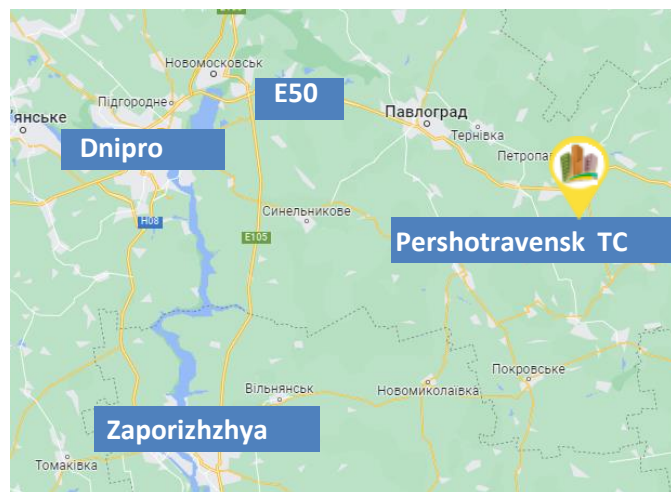 Новомосковськ
E50
Підгородне
Павлоград
Тернівка
янське
Петропа
Dnipro
Синельникове
H08
E105
Pershotravensk TC
Покровське
Вільнянськ
Новомиколаївка
Zaporizhzhya
Томаківка